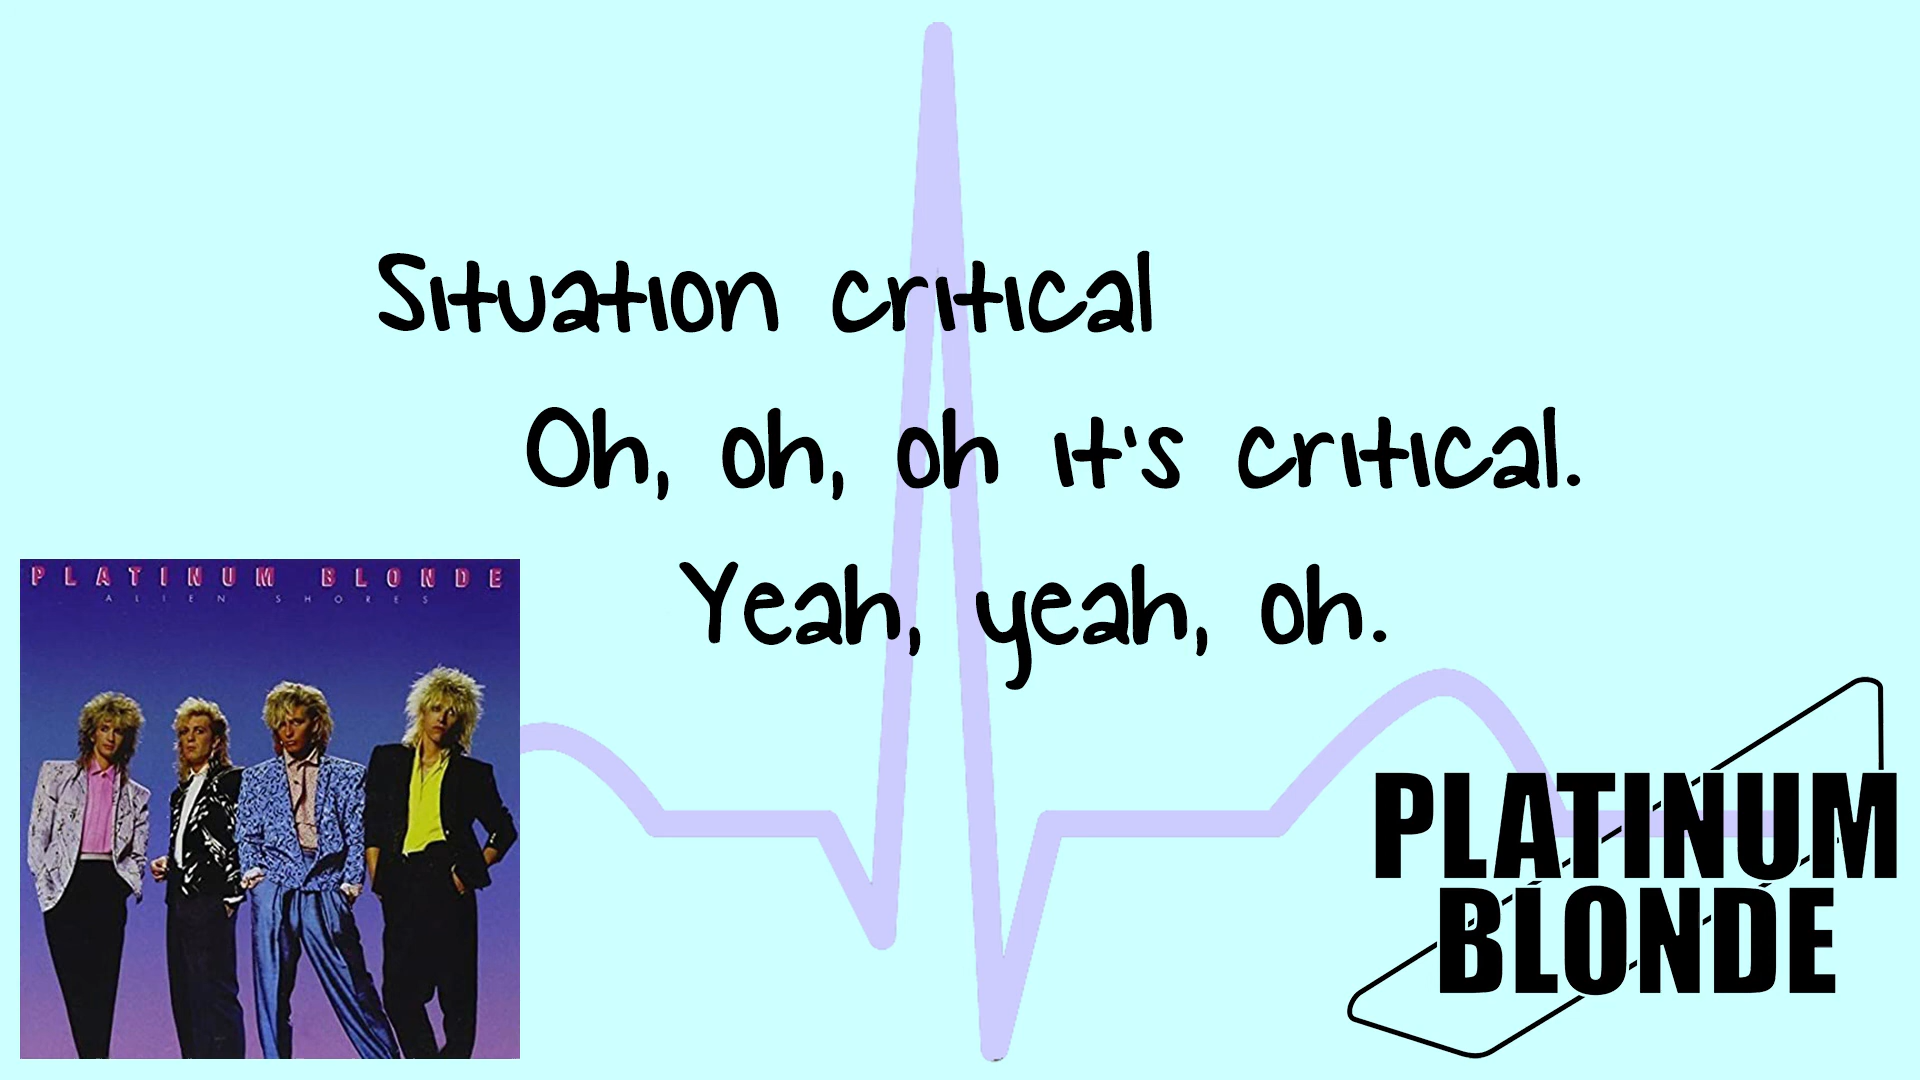 Situation critical
Oh, oh, oh it's critical.
Yeah, yeah, oh.
PLATINUM BLONDE
ALIEN SHORES
PLATINUM
BLONDE